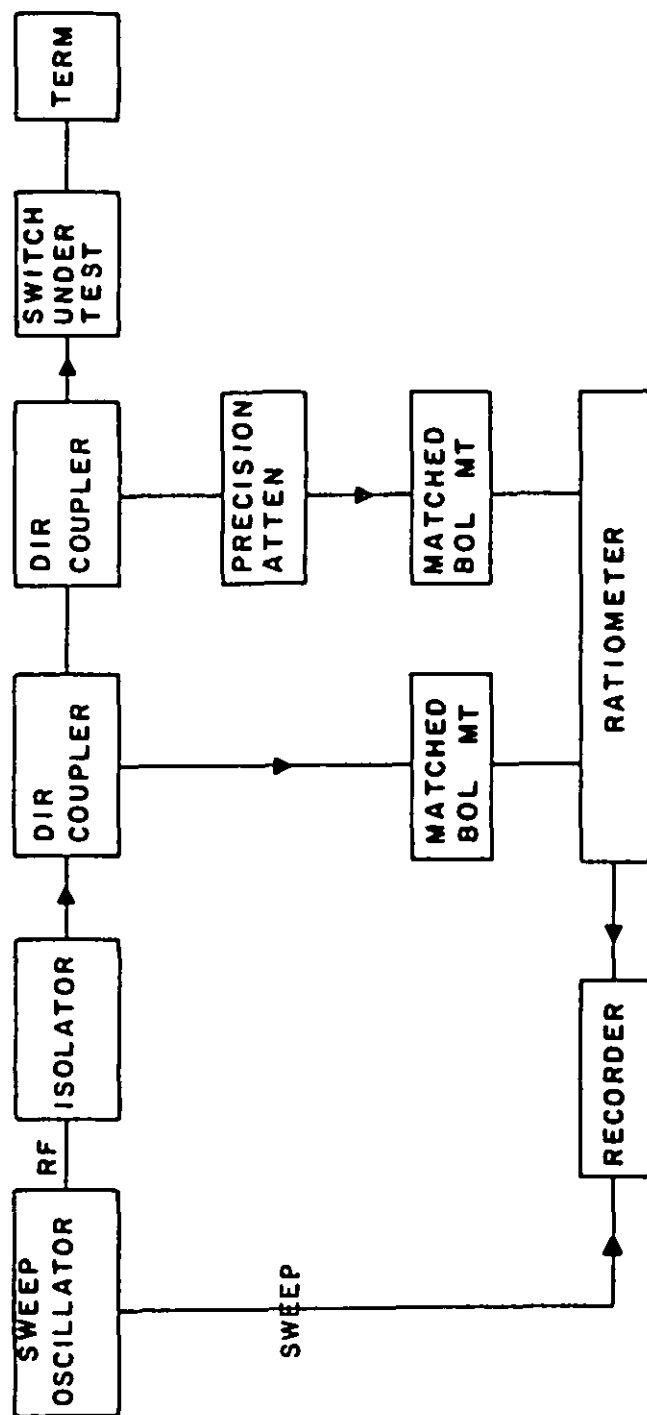 SWEEP
OSCILLATOR
RF
ISOLATOR
DIR
COUPLER
DIR
COUPLER
SWITCH
UNDER
TEST
TERM
SWEEP
PRECISION
ATTEN
MATCHED
BOL MT
MATCHED
BOL MT
RECORDER
RATIOMETER